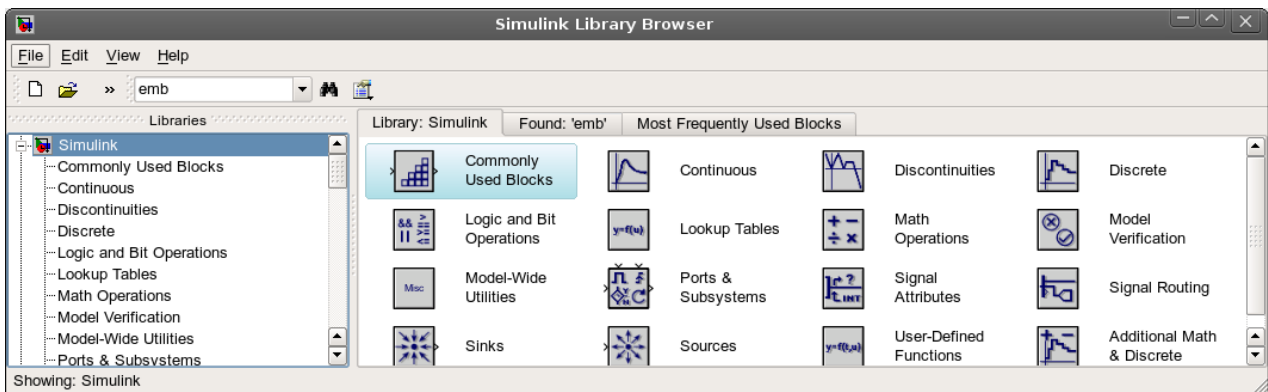 Simulink Library Browser
File Edit View Help
» emb
Libraries
Simulink
Commonly Used Blocks
Continuous
Discontinuities
Discrete
Logic and Bit Operations
Lookup Tables
Math Operations
Model Verification
Model-Wide Utilities
Ports & Subsystems
Library: Simulink Found: 'emb' Most Frequently Used Blocks
Commonly
Used Blocks
Continuous
Discontinuities
Discrete
&& >
|| >=
<=
Logic and Bit
Operations
y=f(u)
Lookup Tables
+ −
÷ ×
Math
Operations
Model
Verification
Misc
Model-Wide
Utilities
Ports &
Subsystems
?
INT
Signal
Attributes
Signal Routing
Sinks
Sources
y=f(t,u)
User-Defined
Functions
Additional Math
& Discrete
Showing: Simulink